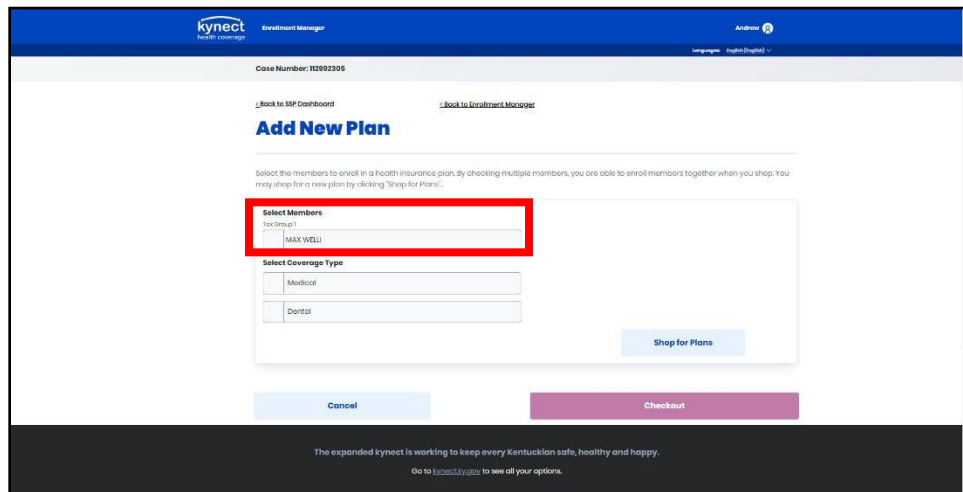 kynect
health coverage
Enrollment Manager
Andrew
Languages: English (English)
Case Number: 112992305
< Back to SSP Dashboard
< Back to Enrollment Manager
Add New Plan
Select the members to enroll in a health insurance plan. By checking multiple members, you are able to enroll members together when you shop. You
may shop for a new plan by clicking "Shop for Plans".
Select Members
Tax Group 1
MAX WELLI
Select Coverage Type
Medical
Dental
Shop for Plans
Cancel
Checkout
The expanded kynect is working to keep every Kentuckian safe, healthy and happy.
Go to kynect.ky.gov to see all your options.